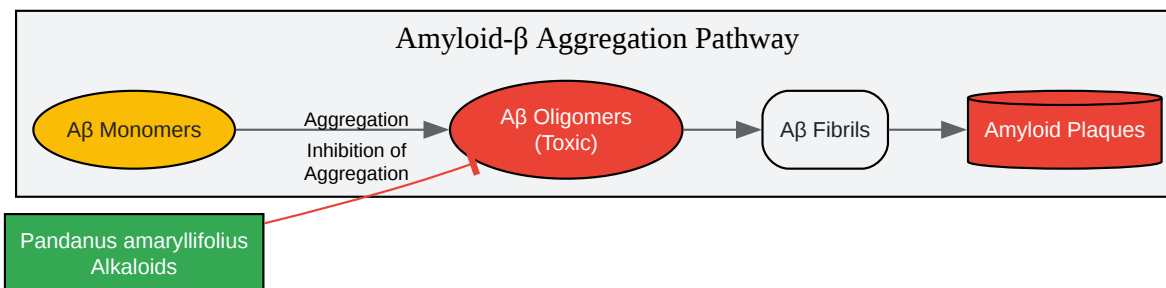 Amyloid-β Aggregation Pathway
Aβ Monomers
Aggregation
Inhibition of
Aggregation
Aβ Oligomers
(Toxic)
Aβ Fibrils
Amyloid Plaques
Pandanus amaryllifolius
Alkaloids